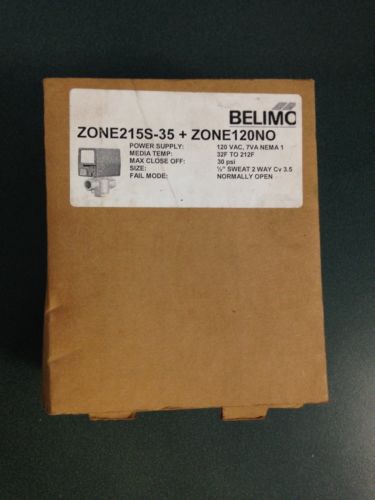 BELIMO
ZONE215S-35 + ZONE120NO
POWER SUPPLY: 120 VAC, 7VA NEMA 1
MEDIA TEMP: 32F TO 212F
MAX CLOSE OFF: 30 psi
SIZE: ½" SWEAT 2 WAY Cv 3.5
FAIL MODE: NORMALLY OPEN